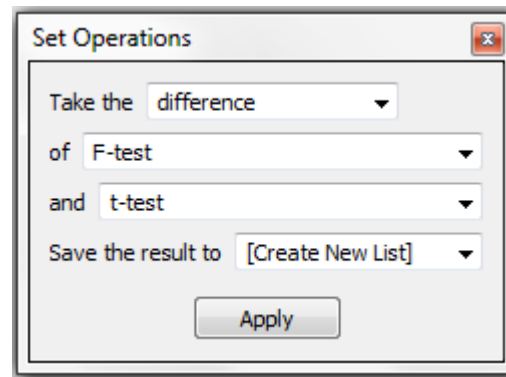 Set Operations
Take the difference
of F-test
and t-test
Save the result to [Create New List]
Apply